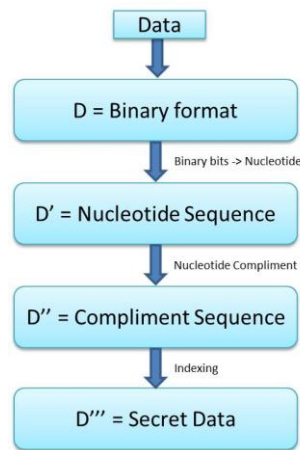 Data
D = Binary format
Binary bits -> Nucleotide
D' = Nucleotide Sequence
Nucleotide Compliment
D'' = Compliment Sequence
Indexing
D''' = Secret Data